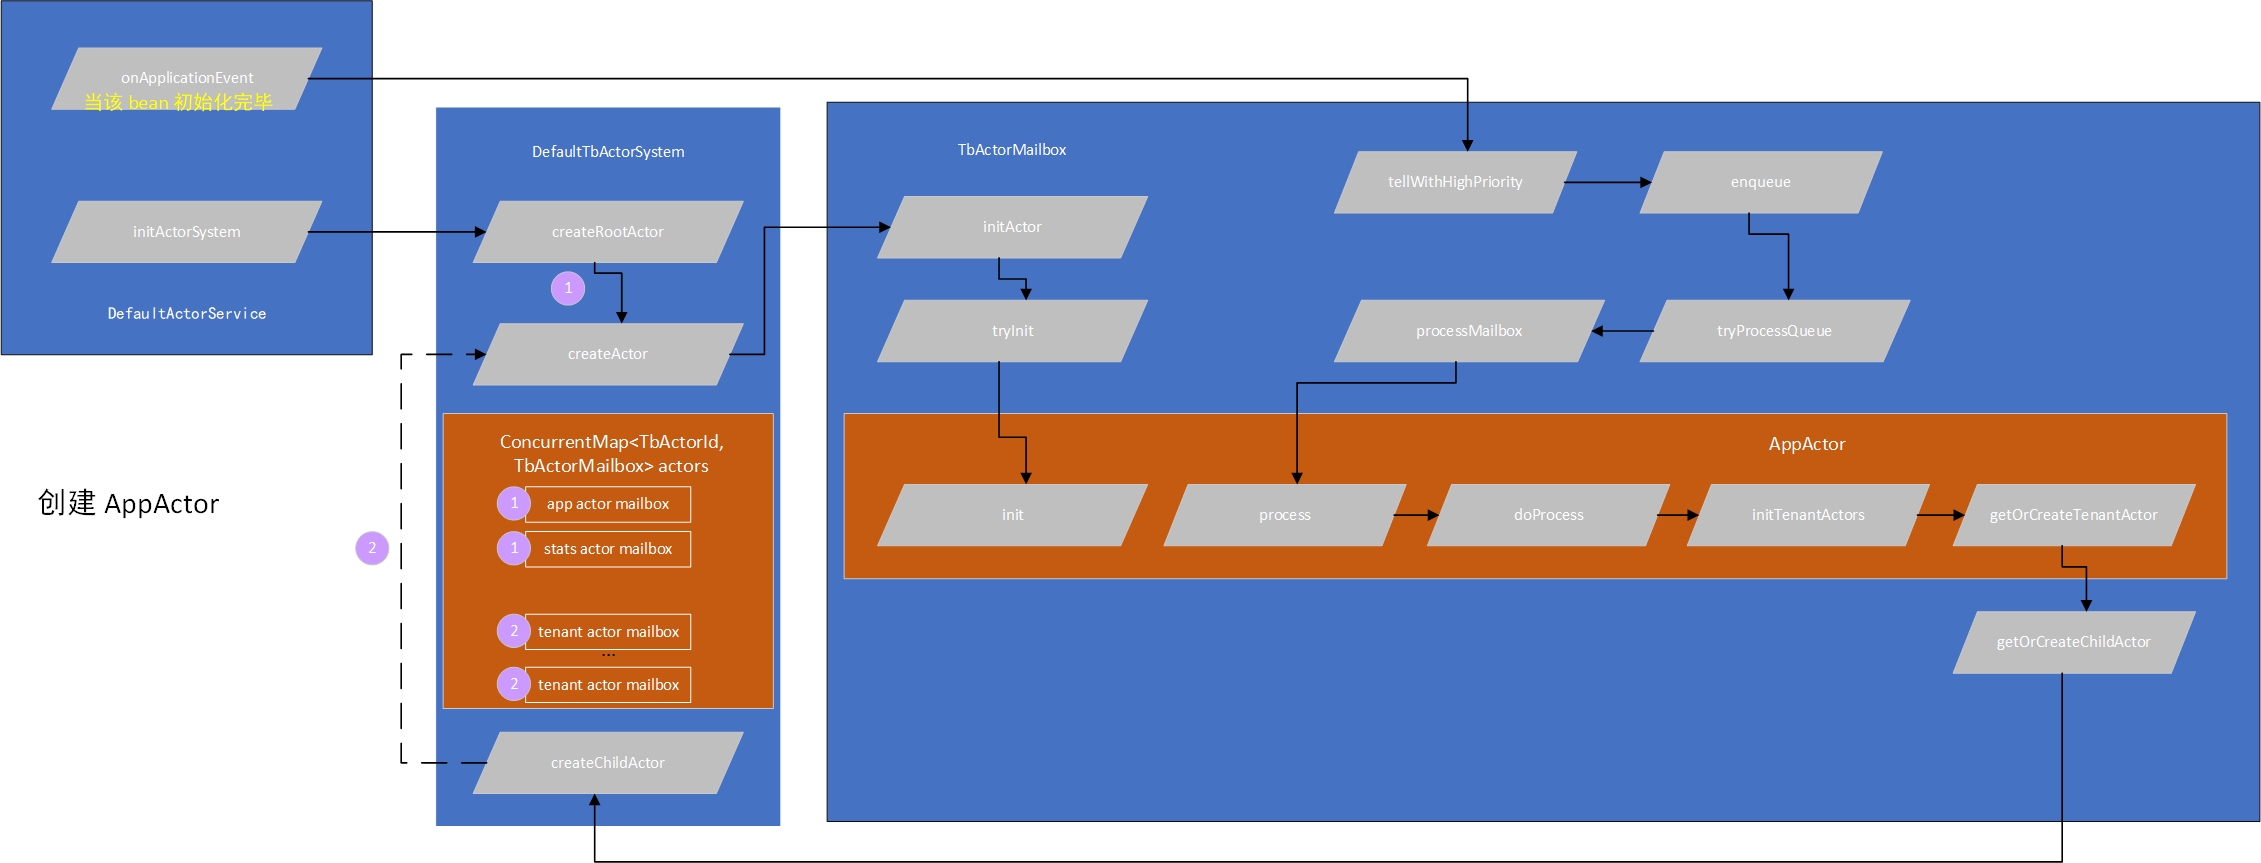 onApplicationEvent
当该 bean 初始化完毕
initActorSystem
DefaultActorService
创建 AppActor
2
DefaultTbActorSystem
createRootActor
1
createActor
ConcurrentMap<TbActorId,
TbActorMailbox> actors
1 app actor mailbox
1 stats actor mailbox
2 tenant actor mailbox
...
2 tenant actor mailbox
createChildActor
TbActorMailbox
tellWithHighPriority
enqueue
initActor
tryInit
processMailbox
tryProcessQueue
AppActor
init
process
doProcess
initTenantActors
getOrCreateTenantActor
getOrCreateChildActor